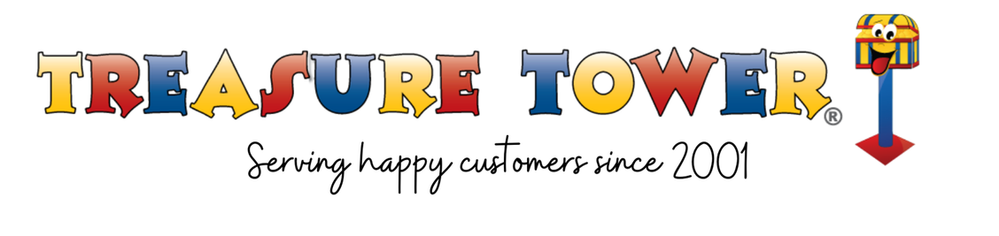 TREASURE TOWER®
Serving happy customers since 2001